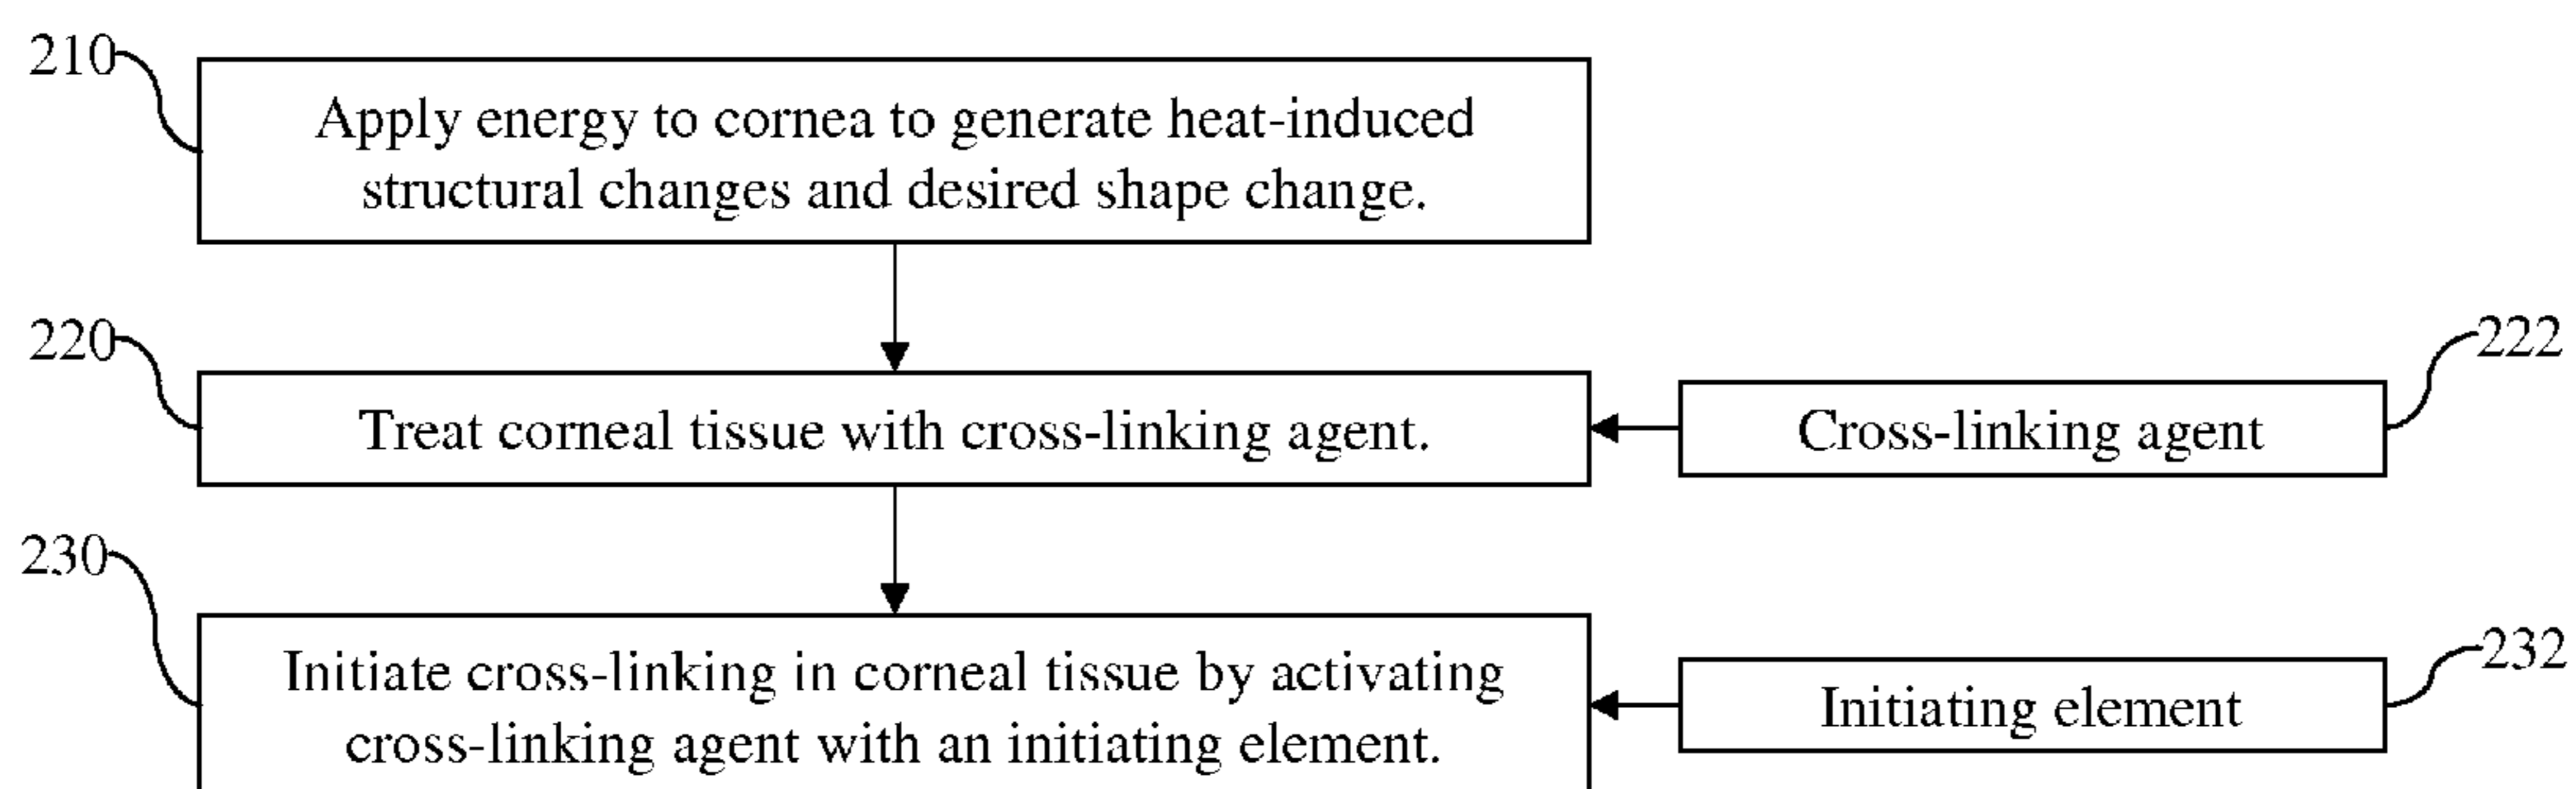 210
Apply energy to cornea to generate heat-induced
structural changes and desired shape change.
220
Treat corneal tissue with cross-linking agent.
Cross-linking agent
222
230
Initiate cross-linking in corneal tissue by activating
cross-linking agent with an initiating element.
Initiating element
232